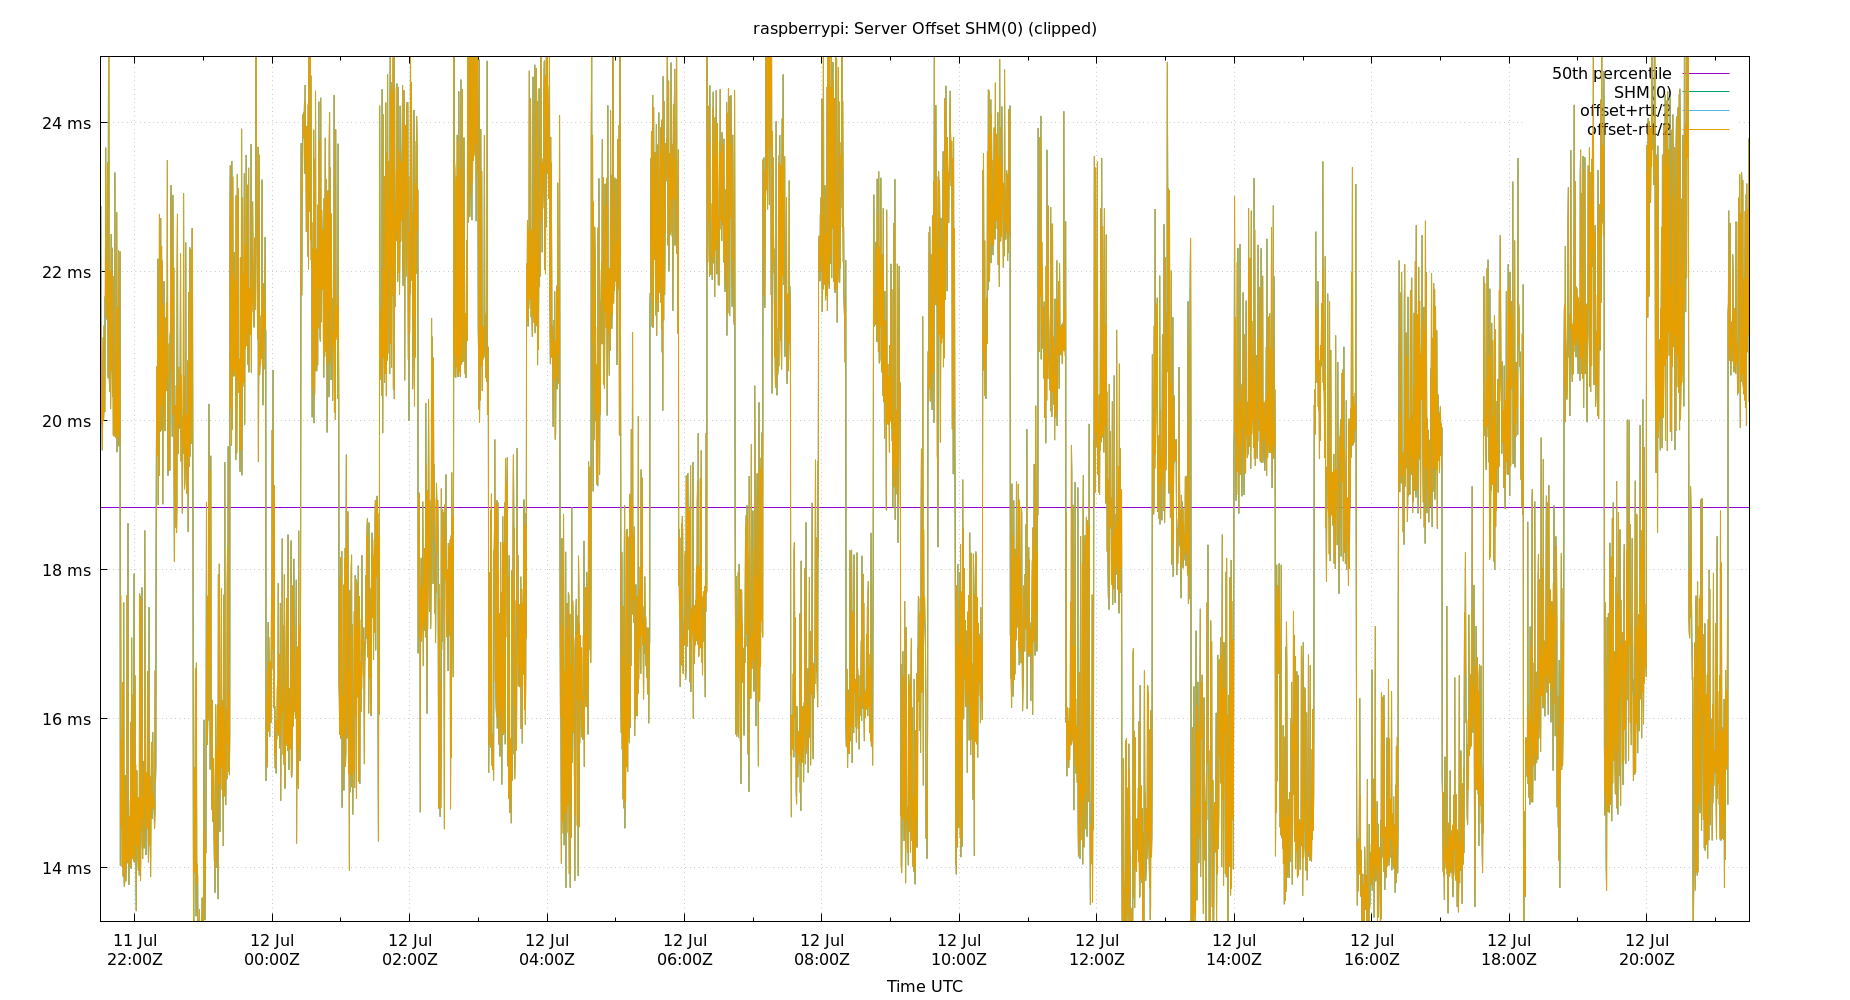 raspberrypi: Server Offset SHM(0) (clipped)
50th percentile
SHM(0)
offset+rtt/2
offset-rtt/2
24 ms
22 ms
20 ms
18 ms
16 ms
14 ms
11 Jul 12 Jul 12 Jul 12 Jul 12 Jul 12 Jul 12 Jul 12 Jul 12 Jul 12 Jul 12 Jul 12 Jul
22:00Z 00:00Z 02:00Z 04:00Z 06:00Z 08:00Z 10:00Z 12:00Z 14:00Z 16:00Z 18:00Z 20:00Z
Time UTC